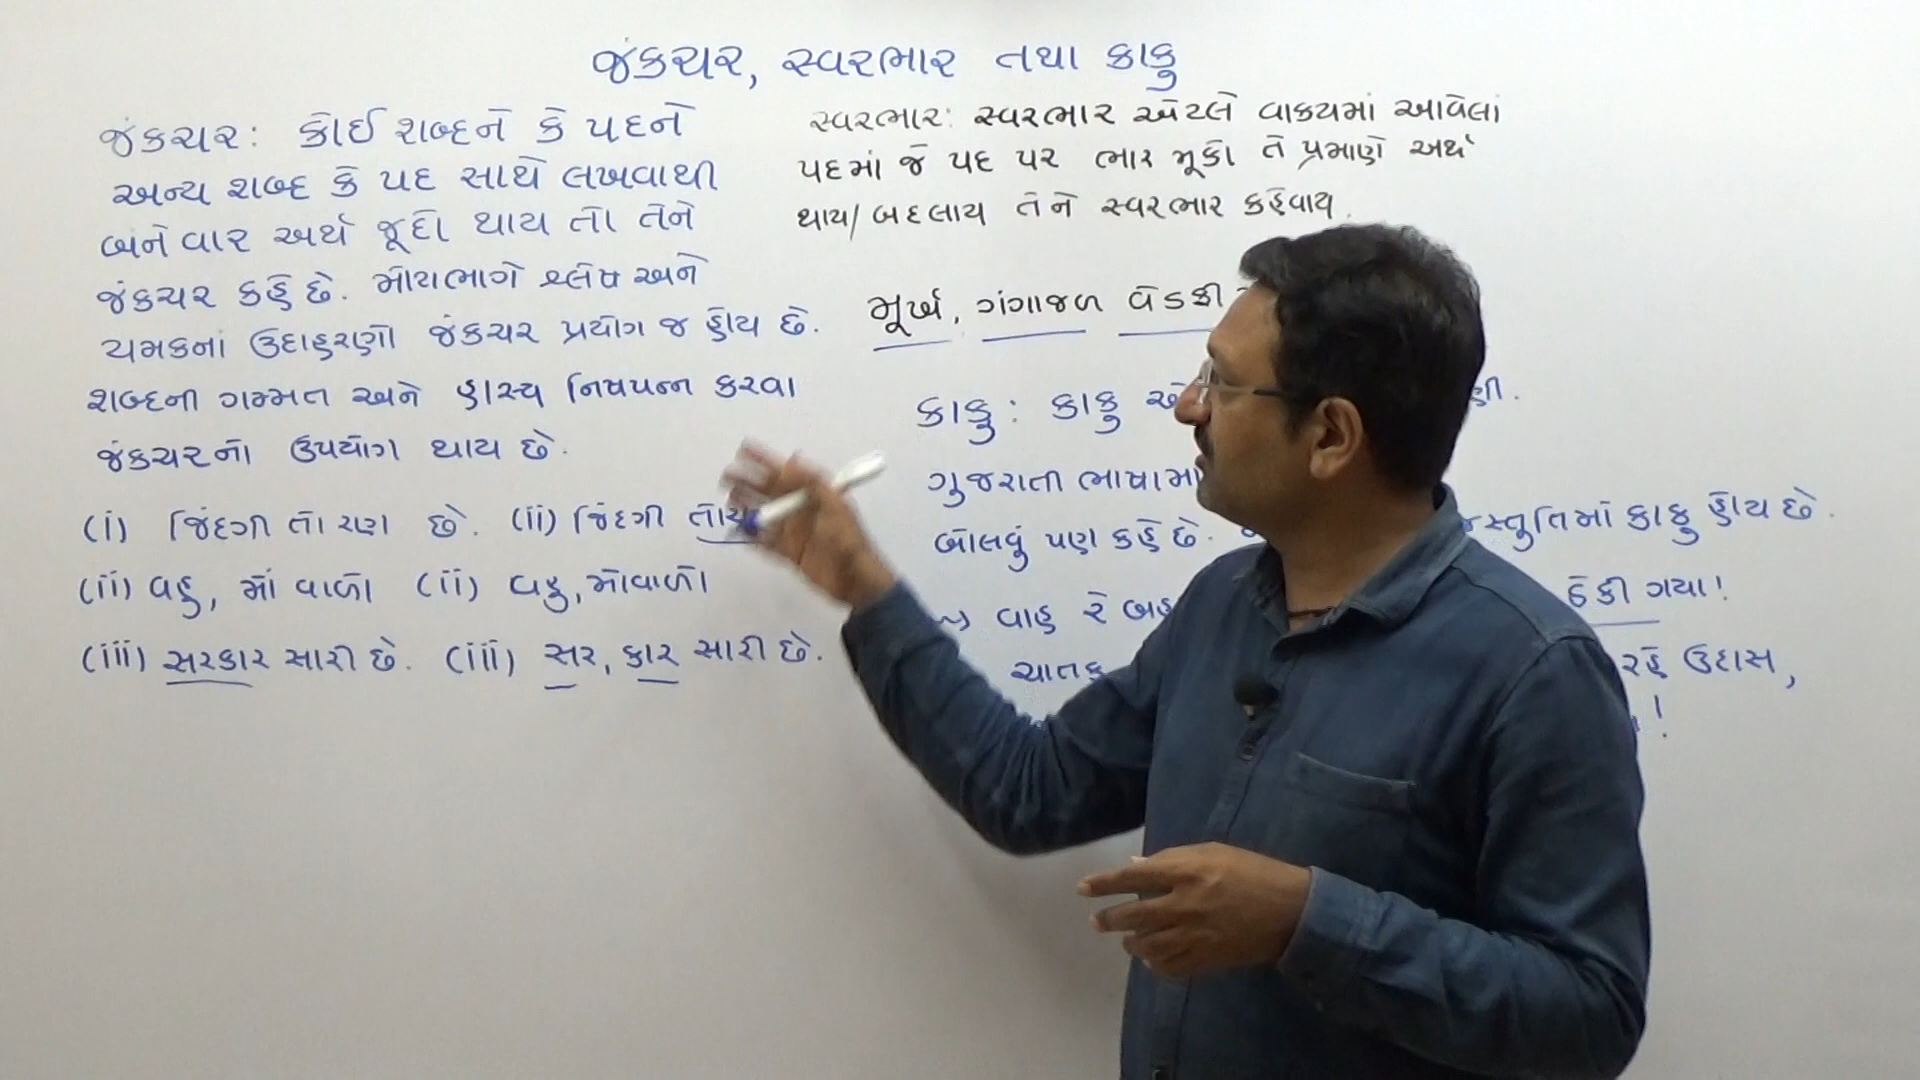 જંકચર, સ્વરભાર તથા કાકુ
જંકચર: કોઈ શબ્દને કે પદને
અન્ય શબ્દ કે પદ સાથે લખવાથી
બંને વાર અર્થ જૂદો થાય તો તેને
જંકચર કહે છે. મોટાભાગે શ્લેષ અને
યમકનાં ઉદાહરણો જંકચર પ્રયોગ જ હોય છે.
શબ્દની ગમ્મત અને હાસ્ય નિષપન્ન કરવા
જંકચરનો ઉપયોગ થાય છે.
(i) જિંદગી તો રણ છે. (ii) જિંદગી
(ii) વહુ, મોં વાળો (ii) વહુ, મોવાળો
(iii) સરકાર સારી છે. (iii) સર, કાર સારી છે.
સ્વરભાર: સ્વરભાર એટલે વાક્યમાં આવેલાં
પદમાં જે પદ પર ભાર મૂકો તે પ્રમાણે અર્થ
થાય/બદલાય તેને સ્વરભાર કહેવાય.
મૂર્ખ, ગંગાજળ વેડફી
કાકુ: કાકુ
ગુજરાતી ભાષામાં
બોલવું પણ કહે છે. સ્તુતિમાં કાકુ હોય છે.
વાહ રે ઠેકી ગયા!
ચાતક રહે ઉદાસ,
!